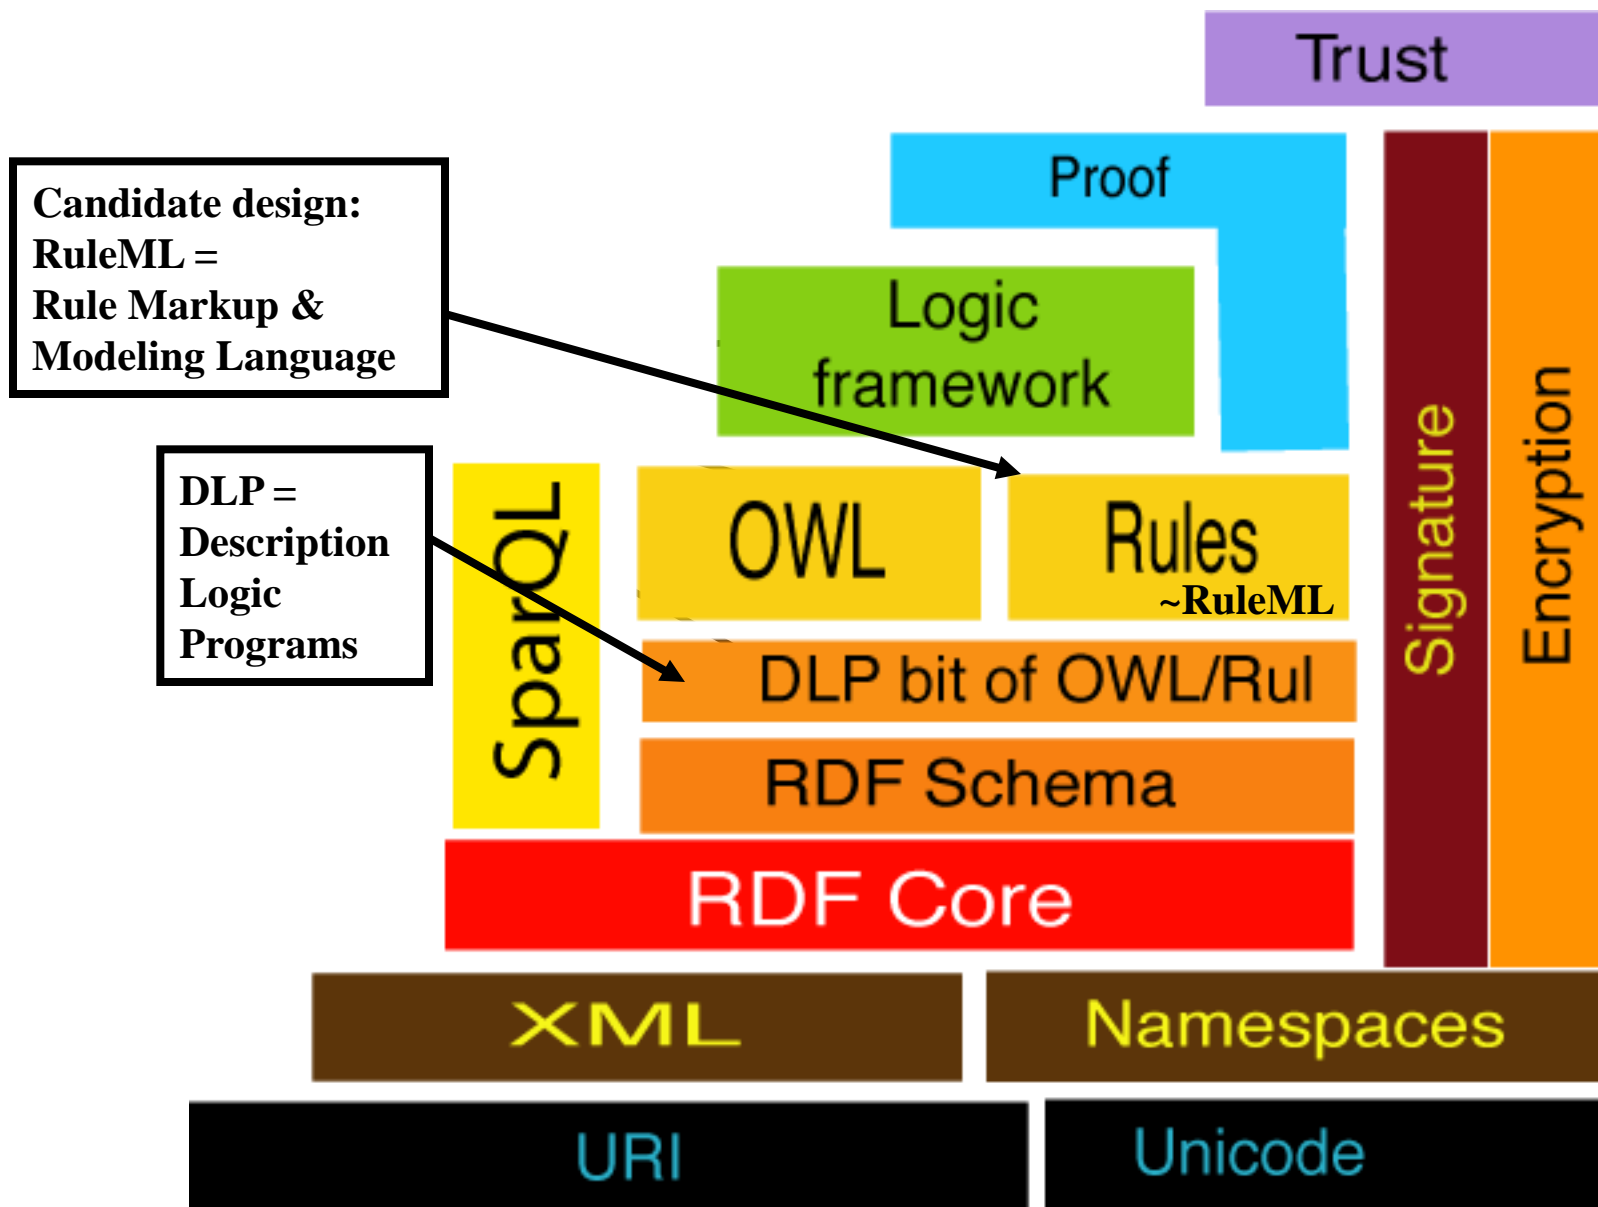 Trust
Proof
Candidate design:
RuleML =
Rule Markup &
Modeling Language
Logic
framework
DLP =
Description
Logic
Programs
SparQL
OWL
Rules
~RuleML
Signature
Encryption
DLP bit of OWL/Rul
RDF Schema
RDF Core
XML
Namespaces
URI
Unicode